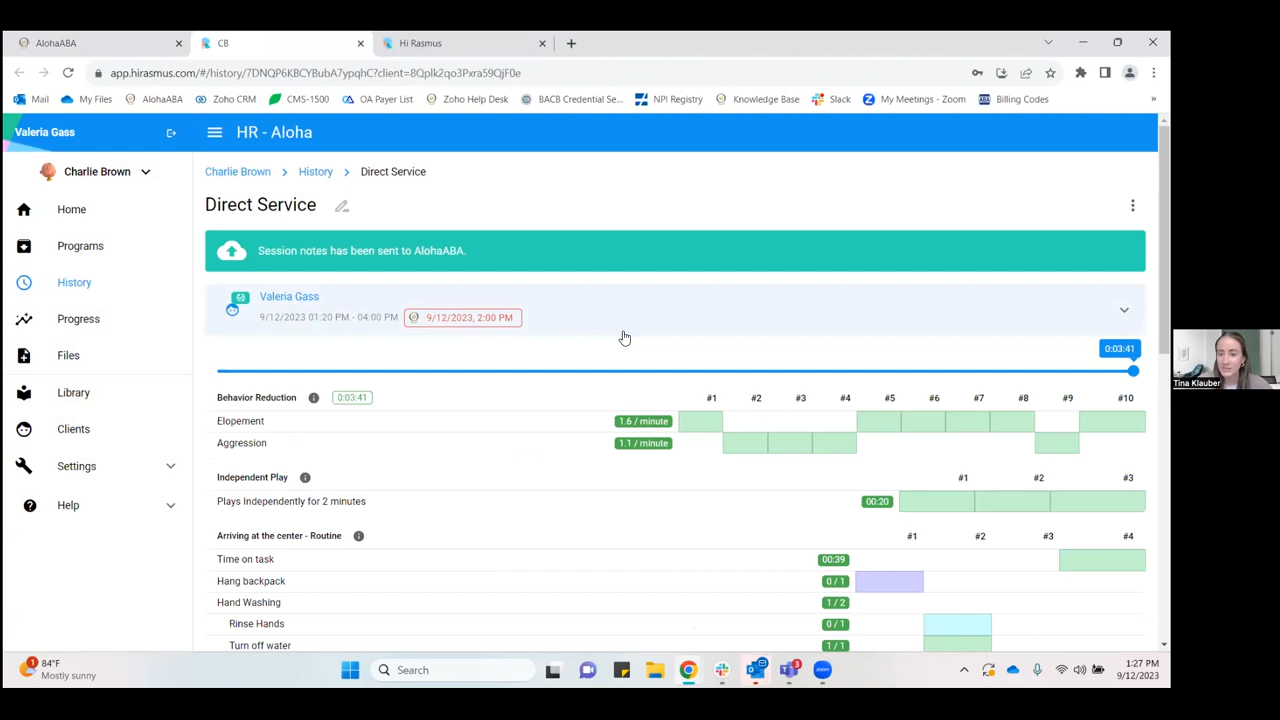 AlohaABA
CB
Hi Rasmus
app.hirasmus.com/#/history/7DNQP6KBCYBubA7ypqhC?client=8Qplk2qo3Pxra59QjF0e
Mail
My Files
AlohaABA
Zoho CRM
CMS-1500
OA Payer List
Zoho Help Desk
BACB Credential Se...
NPI Registry
Knowledge Base
Slack
My Meetings - Zoom
Billing Codes
»
Valeria Gass
HR - Aloha
Charlie Brown
Home
Programs
History
Progress
Files
Library
Clients
Settings
Help
Charlie Brown > History > Direct Service
Direct Service
Session notes has been sent to AlohaABA.
Valeria Gass
9/12/2023 01:20 PM - 04:00 PM 9/12/2023, 2:00 PM
0:03:41
Behavior Reduction 0:03:41 #1 #2 #3 #4 #5 #6 #7 #8 #9 #10
Elopement 1.6 / minute
Aggression 1.1 / minute
Independent Play #1 #2 #3
Plays Independently for 2 minutes 00:20
Arriving at the center - Routine #1 #2 #3 #4
Time on task 00:39
Hang backpack 0 / 1
Hand Washing 1 / 2
Rinse Hands 0 / 1
Turn off water 1 / 1
Tina Klauber
1
84°F
Mostly sunny
Search
3
zoom
1:27 PM
9/12/2023